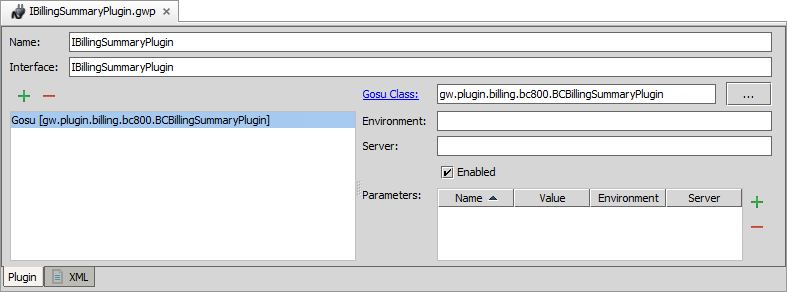 IBillingSummaryPlugin.gwp
Name: IBillingSummaryPlugin
Interface: IBillingSummaryPlugin
Gosu Class: gw.plugin.billing.bc800.BCBillingSummaryPlugin ...
Gosu [gw.plugin.billing.bc800.BCBillingSummaryPlugin]
Environment:
Server:
Enabled
Parameters: Name Value Environment Server
Plugin XML